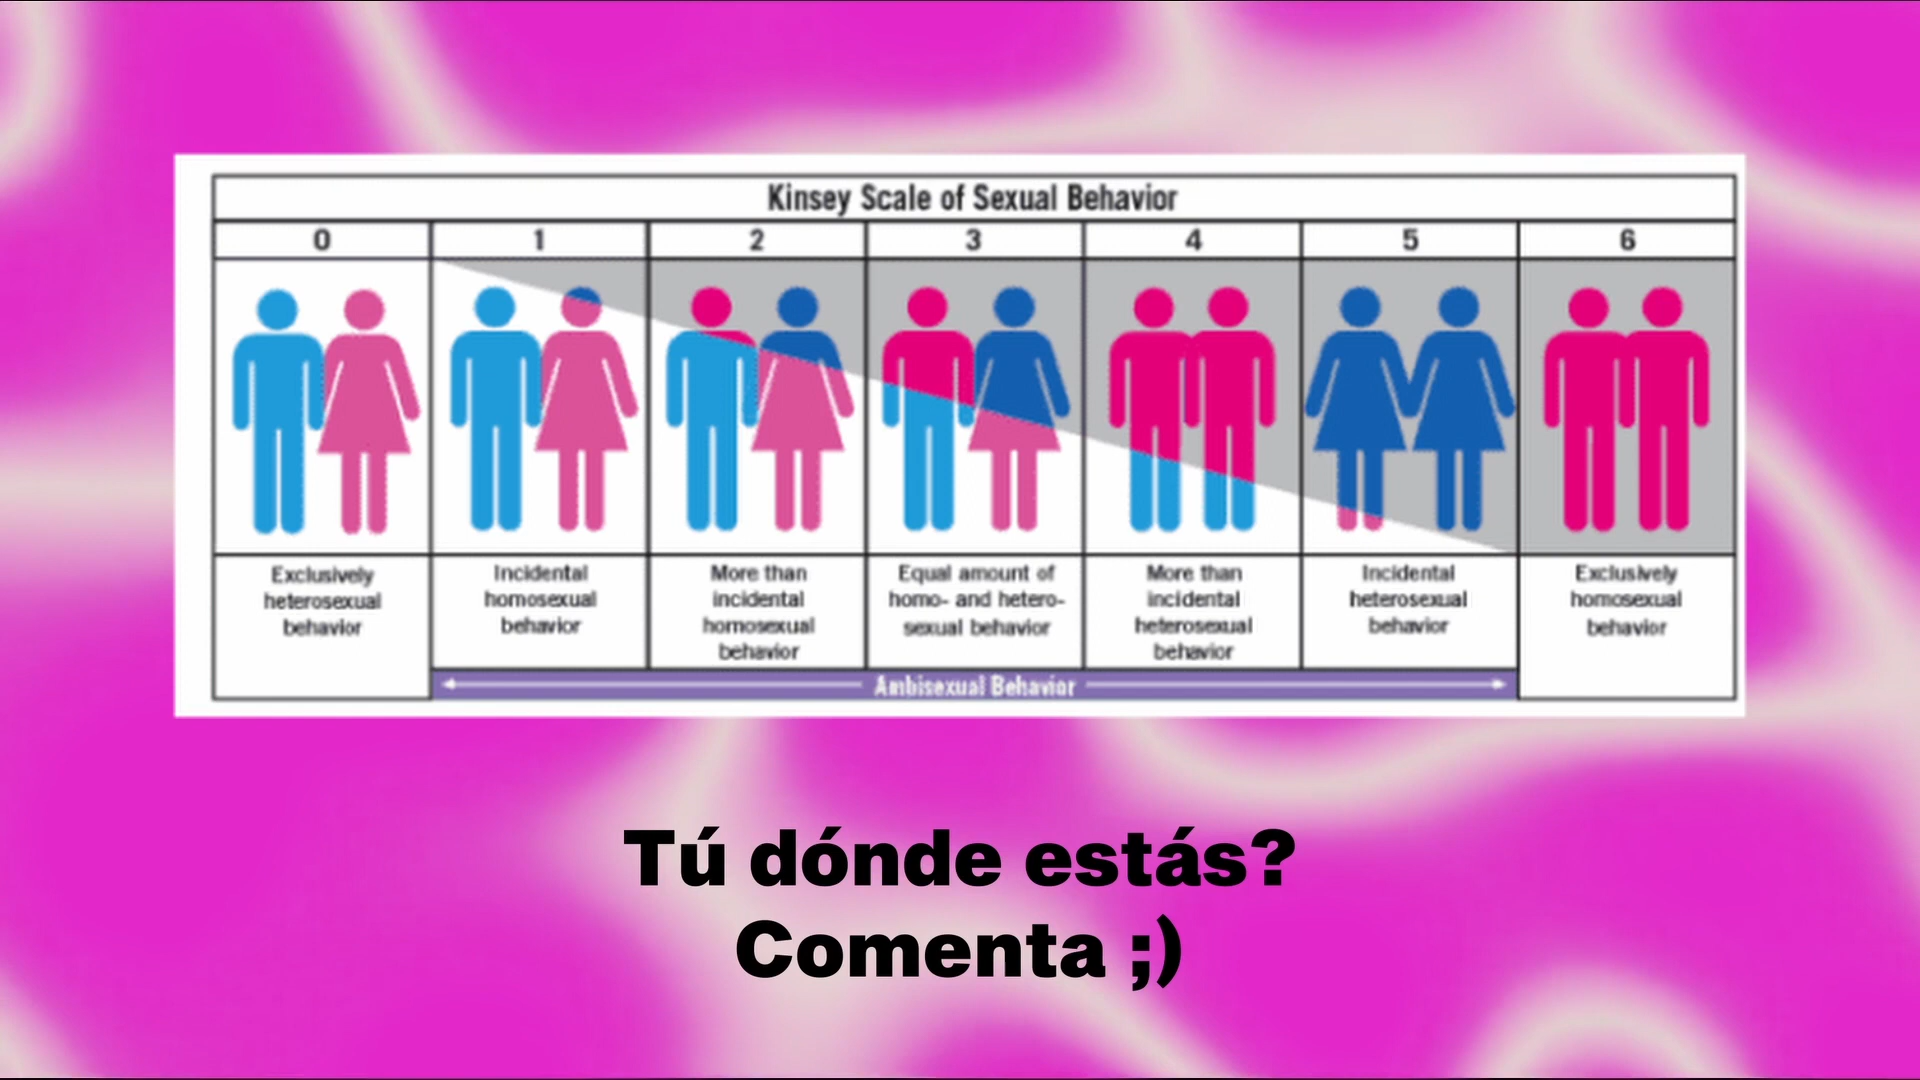 Kinsey Scale of Sexual Behavior
0 1 2 3 4 5 6
Exclusively
heterosexual
behavior
Incidental
homosexual
behavior
More than
incidental
homosexual
behavior
Equal amount of
homo- and hetero-
sexual behavior
More than
incidental
heterosexual
behavior
Incidental
heterosexual
behavior
Exclusively
homosexual
behavior
Ambisexual Behavior
Tú dónde estás?
Comenta ;)